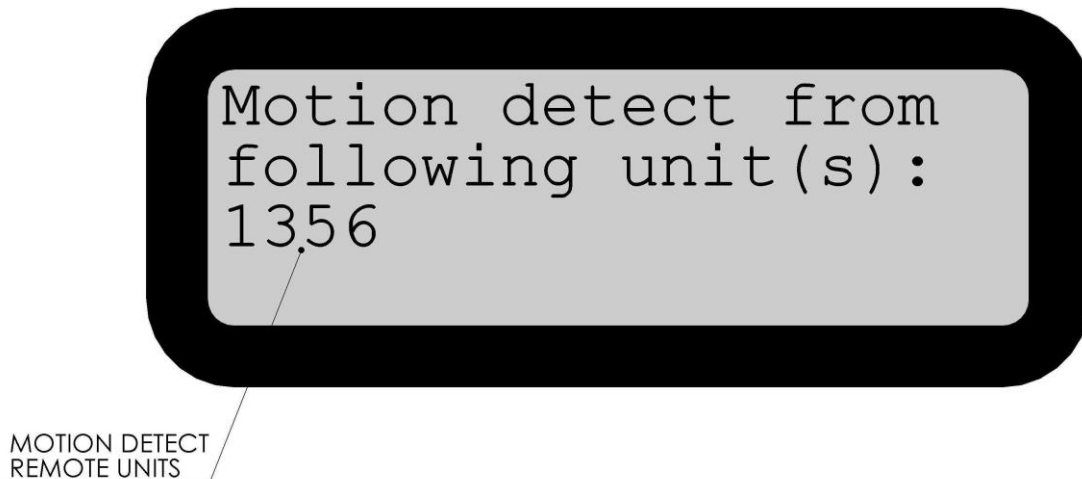 Motion detect from
following unit(s):
1356
MOTION DETECT
REMOTE UNITS